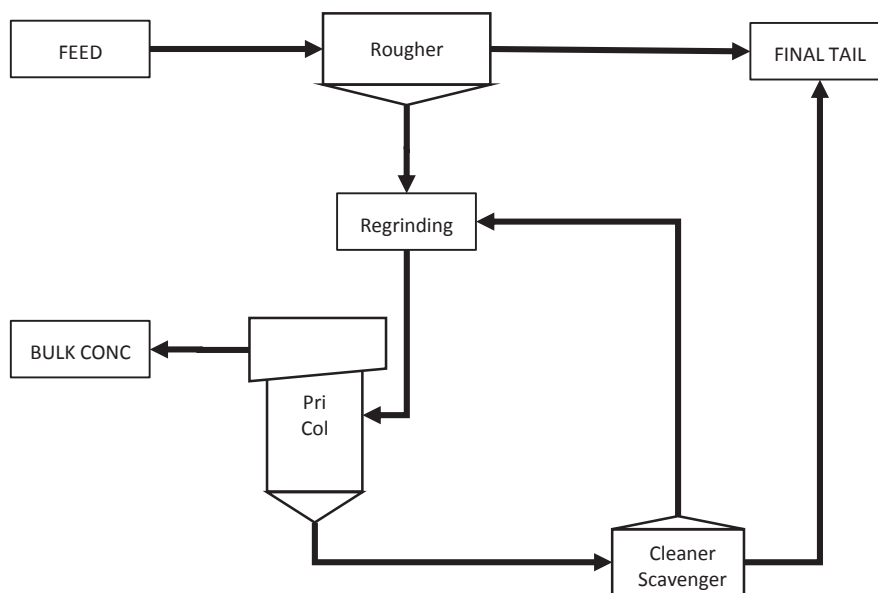 FEED
Rougher
FINAL TAIL
Regrinding
BULK CONC
Pri
Col
Cleaner
Scavenger